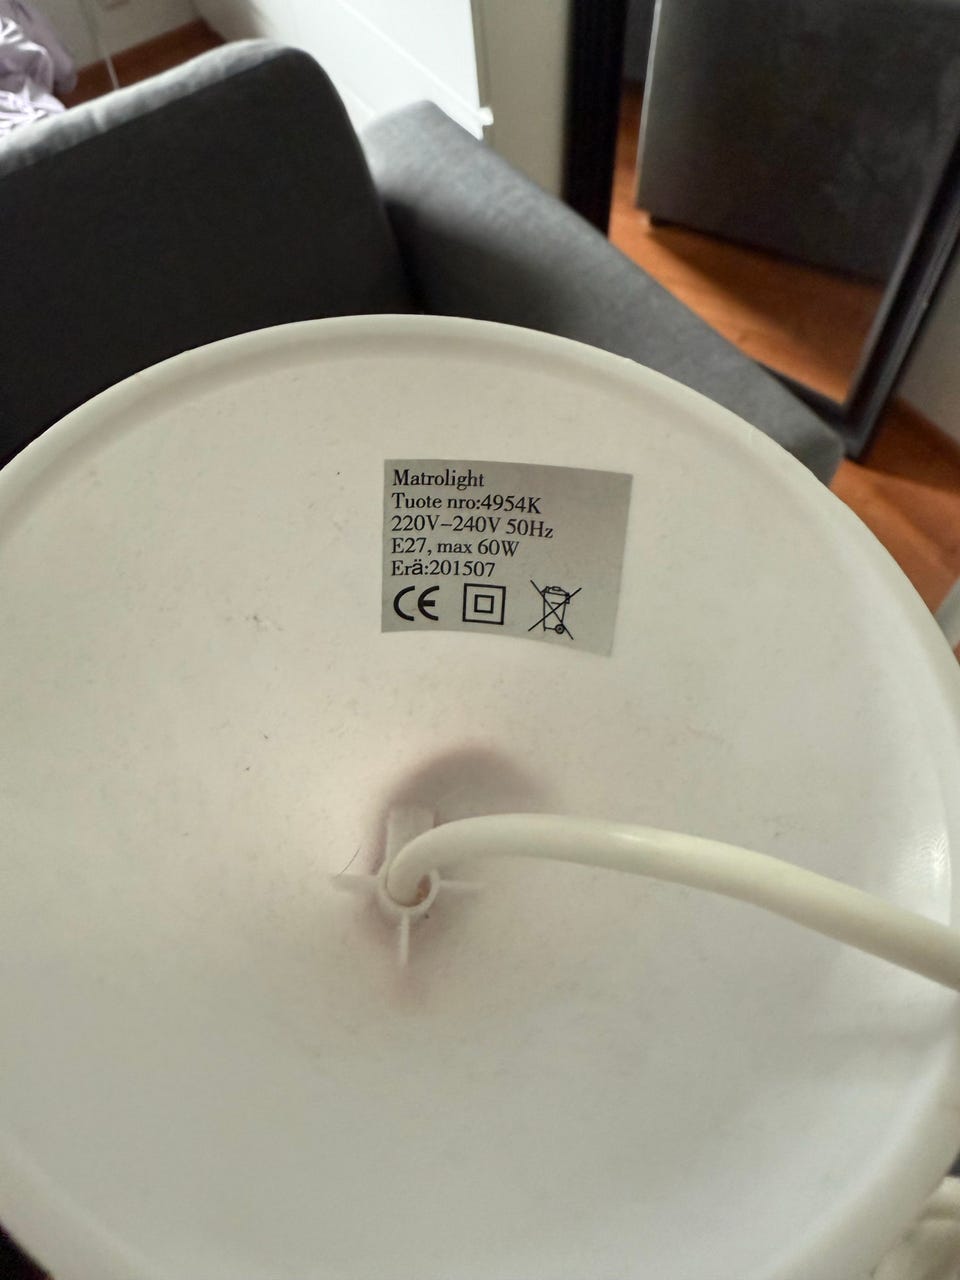 Matrolight
Tuote nro:4954K
220V–240V 50Hz
E27, max 60W
Erä:201507
CE